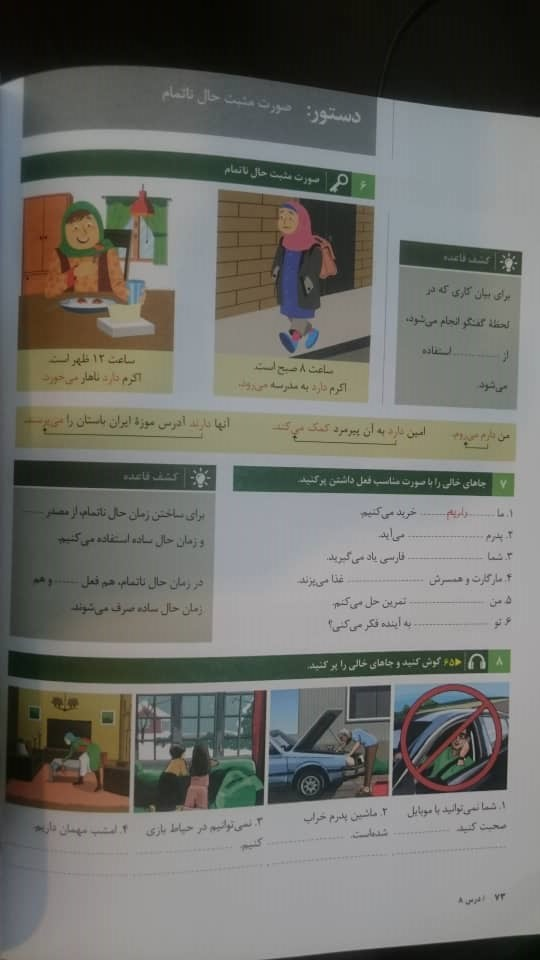 دستور: صورت مثبت حال ناتمام
۶ صورت مثبت حال ناتمام
ساعت ۸ صبح است.
اکرم دارد به مدرسه می‌رود.
ساعت ۱۲ ظهر است.
اکرم دارد ناهار می‌خورد.
کشف قاعده
برای بیان کاری که در
لحظهٔ گفتگو انجام می‌شود،
از ............ استفاده
می‌شود.
من دارم می‌روم.
امین دارد به آن پیرمرد کمک می‌کند.
آنها دارند آدرس موزهٔ ایران باستان را می‌پرسند.
۷ جاهای خالی را با صورت مناسب فعل داشتن پر کنید.
۱. ما ..... داریم ..... خرید می‌کنیم.
۲. پدرم ............ می‌آید.
۳. شما ............ فارسی یاد می‌گیرید.
۴. مارگارت و همسرش ............ غذا می‌پزند.
۵. من ............ تمرین حل می‌کنم.
۶. تو ............ به آینده فکر می‌کنی؟
کشف قاعده
برای ساختن زمان حال ناتمام، از مصدر ......
و زمان حال ساده استفاده می‌کنیم.
در زمان حال ناتمام، هم فعل ...... و هم
زمان حال ساده صرف می‌شوند.
۸ ۶۵ گوش کنید و جاهای خالی را پر کنید.
۱. شما نمی‌توانید با موبایل
صحبت کنید. ............
۲. ماشین پدرم خراب
شده‌است. ............
۳. نمی‌توانیم در حیاط بازی
کنیم. ............
۴. امشب مهمان داریم.
............
۷۳ / درس ۸